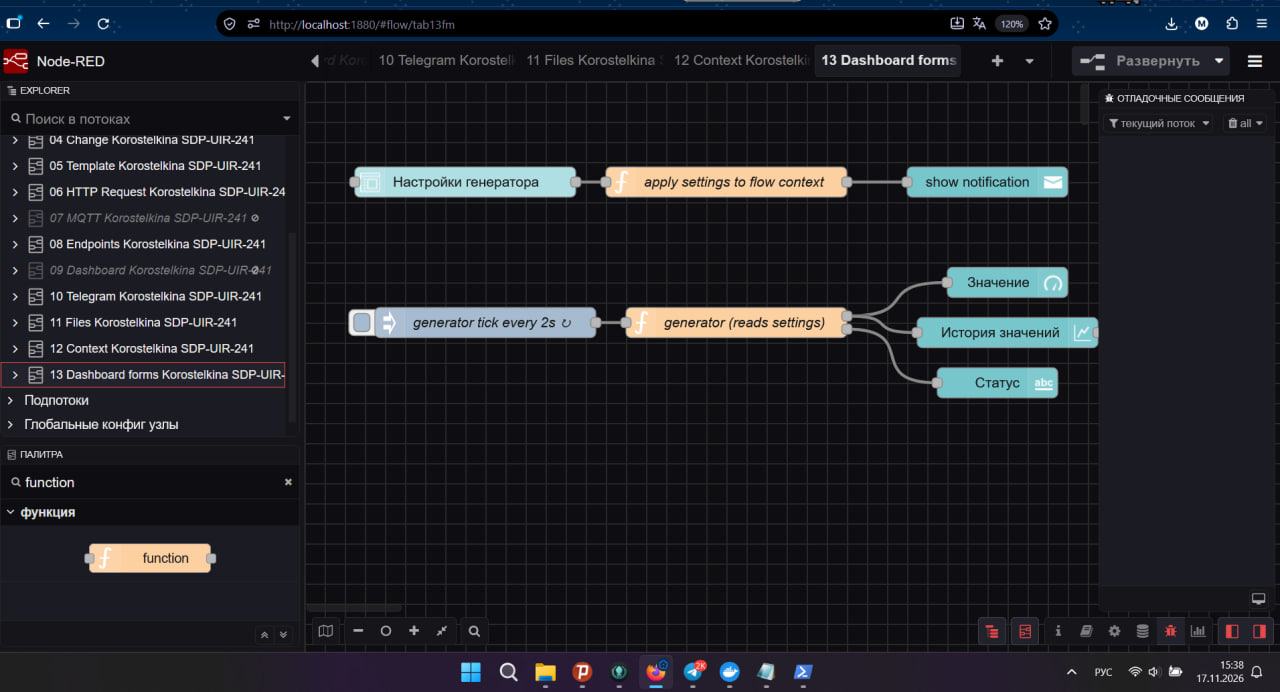 http://localhost:1880/#flow/tab13fm
120%
M
Node-RED
10 Telegram Korostelk
11 Files Korostelkina
12 Context Korostelkin
13 Dashboard forms
Развернуть
EXPLORER
Поиск в потоках
04 Change Korostelkina SDP-UIR-241
05 Template Korostelkina SDP-UIR-241
06 HTTP Request Korostelkina SDP-UIR-24
07 MQTT Korostelkina SDP-UIR-241
08 Endpoints Korostelkina SDP-UIR-241
09 Dashboard Korostelkina SDP-UIR-241
10 Telegram Korostelkina SDP-UIR-241
11 Files Korostelkina SDP-UIR-241
12 Context Korostelkina SDP-UIR-241
13 Dashboard forms Korostelkina SDP-UIR-
Подпотоки
Глобальные конфиг узлы
ПАЛИТРА
function
функция
function
Настройки генератора
apply settings to flow context
show notification
generator tick every 2s ↻
generator (reads settings)
Значение
История значений
Статус
abc
ОТЛАДОЧНЫЕ СООБЩЕНИЯ
текущий поток
all
2K
РУС
15:38
17.11.2026